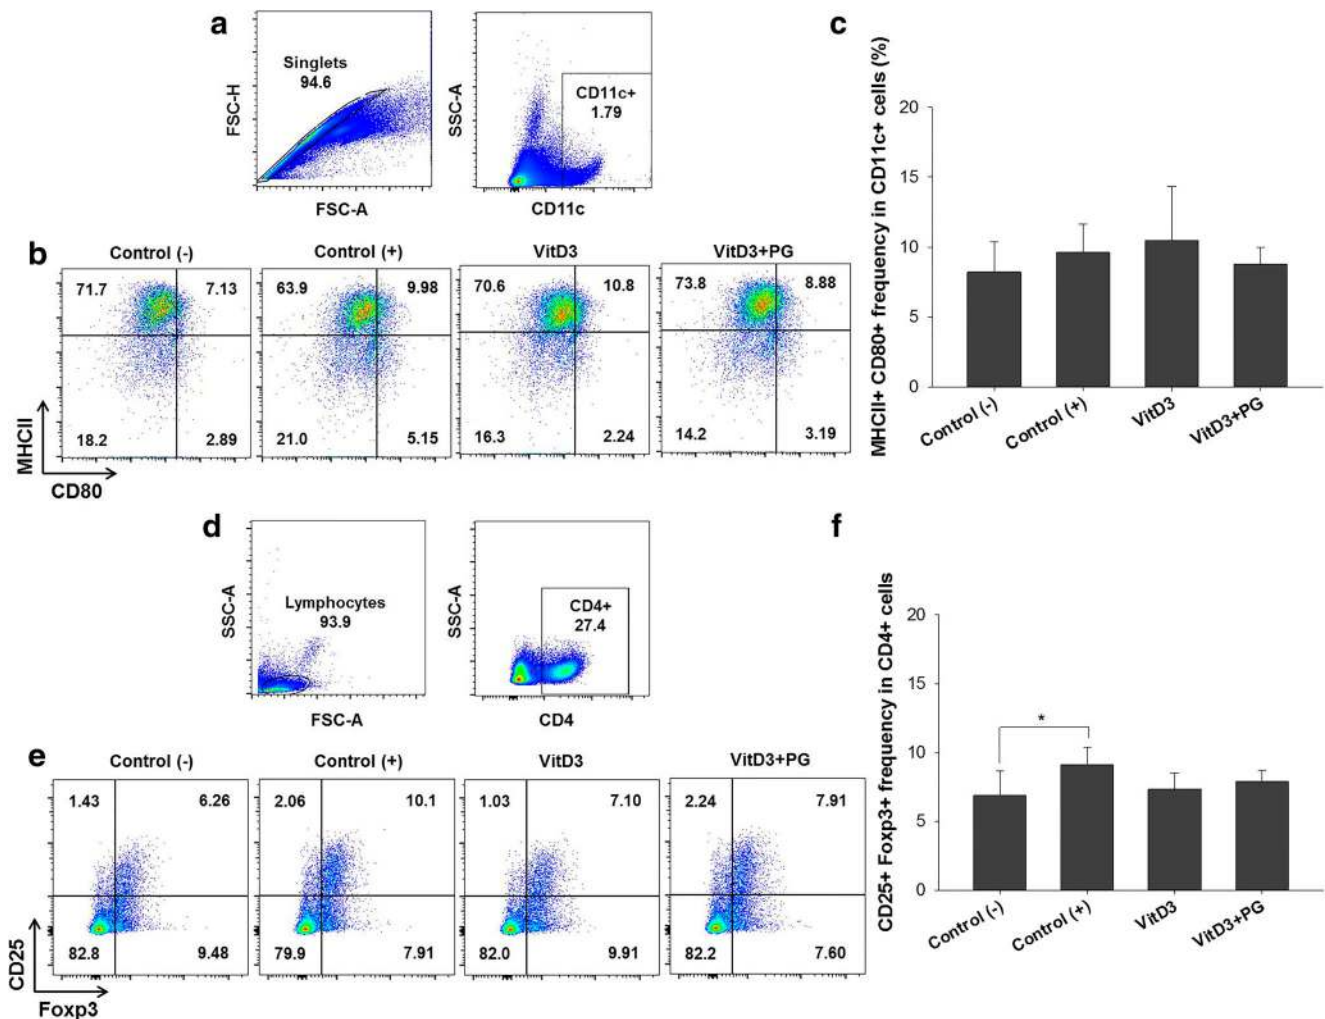 a
Singlets
94.6
FSC-H
FSC-A
CD11c+
1.79
SSC-A
CD11c
b
Control (-)
Control (+)
VitD3
VitD3+PG
71.7
7.13
18.2
2.89
63.9
9.98
21.0
5.15
70.6
10.8
16.3
2.24
73.8
8.88
14.2
3.19
MHCII
CD80
c
MHCII+ CD80+ frequency in CD11c+ cells (%)
20
15
10
5
0
Control (-)
Control (+)
VitD3
VitD3+PG
d
Lymphocytes
93.9
SSC-A
FSC-A
CD4+
27.4
SSC-A
CD4
e
Control (-)
Control (+)
VitD3
VitD3+PG
1.43
6.26
82.8
9.48
2.06
10.1
79.9
7.91
1.03
7.10
82.0
9.91
2.24
7.91
82.2
7.60
CD25
Foxp3
f
CD25+ Foxp3+ frequency in CD4+ cells
20
15
10
5
0
*
Control (-)
Control (+)
VitD3
VitD3+PG